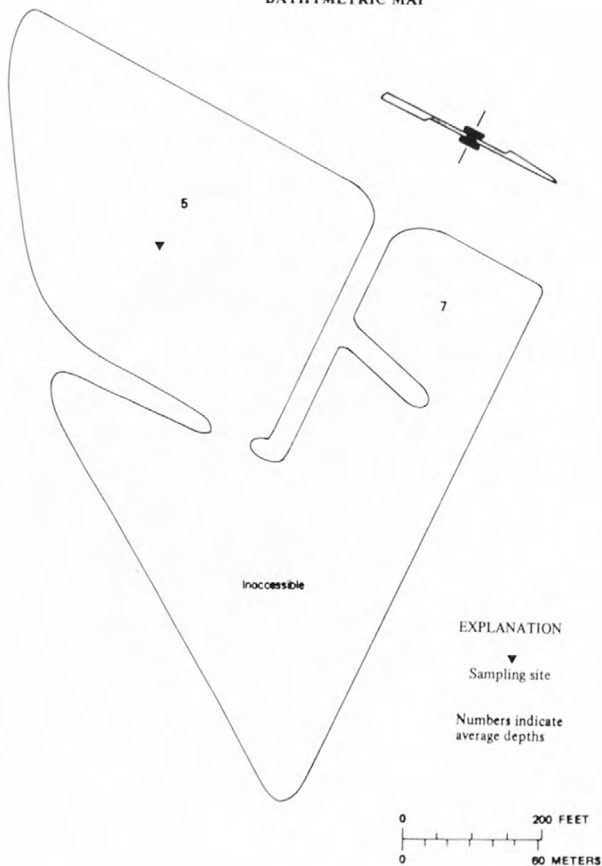 BATHYMETRIC MAP
5
7
Inaccessible
EXPLANATION
▼
Sampling site
Numbers indicate
average depths
0 200 FEET
0 60 METERS